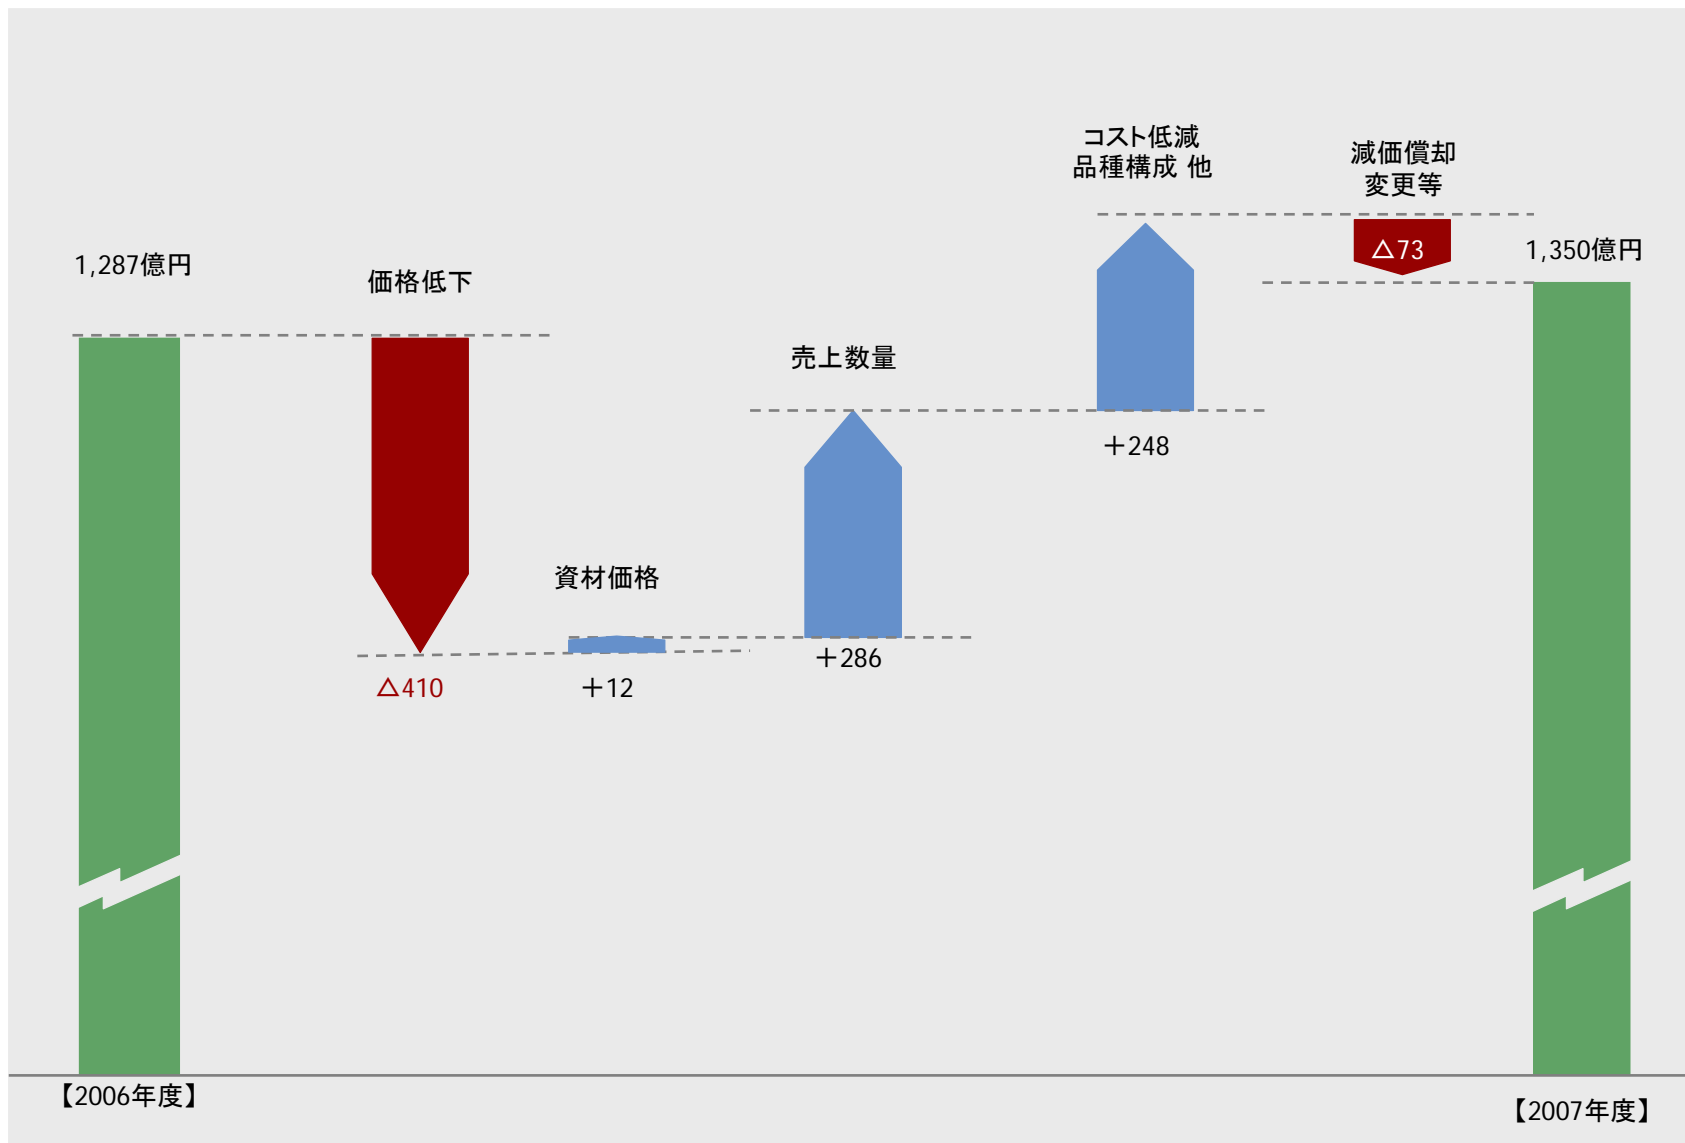 コスト低減
品種構成 他
減価償却
変更等
△73
1,350億円
1,287億円
価格低下
売上数量
＋248
資材価格
＋286
△410
＋12
【2006年度】
【2007年度】